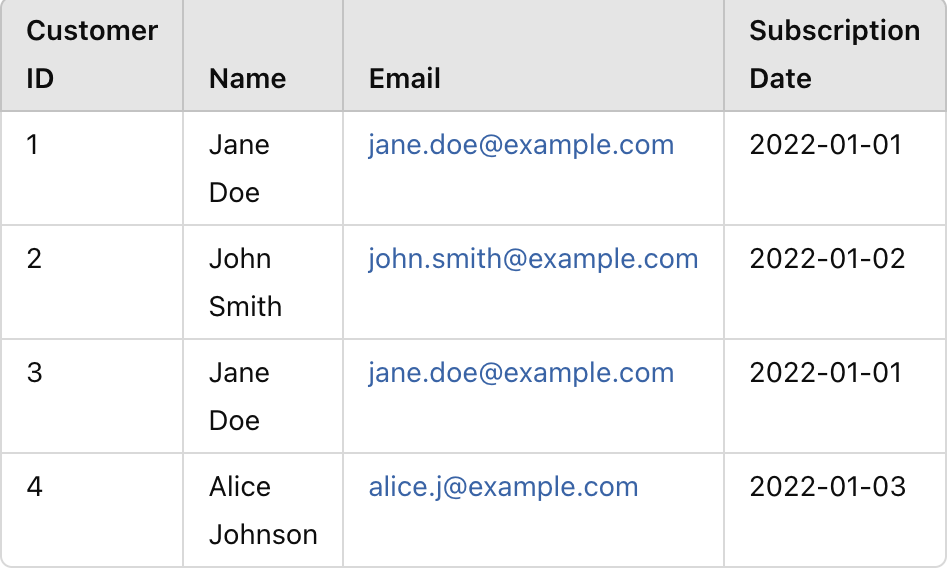 Customer ID | Name | Email | Subscription Date
1 | Jane Doe | jane.doe@example.com | 2022-01-01
2 | John Smith | john.smith@example.com | 2022-01-02
3 | Jane Doe | jane.doe@example.com | 2022-01-01
4 | Alice Johnson | alice.j@example.com | 2022-01-03